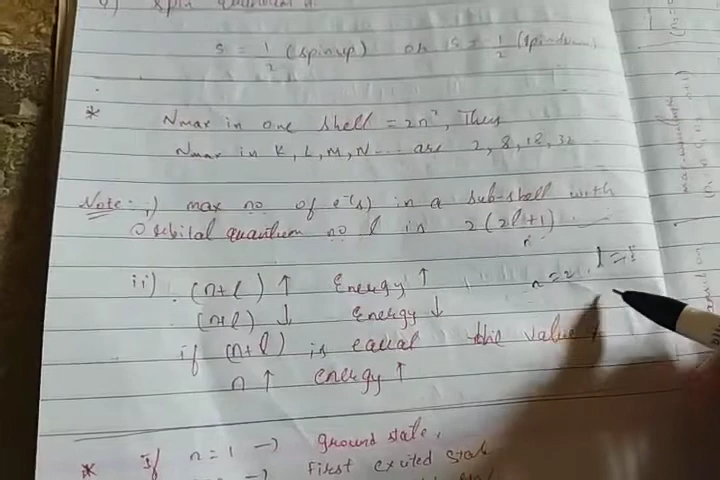 s = 1/2 (spin up) or s = 1/2 (spin down)
* Nmax in one shell = 2n², Thus
Nmax in K, L, M, N... are 2, 8, 18, 32
Note:- i) max no of e⁻(s) in a sub-shell with
Orbital quantum no l is 2(2l+1).
ii) (n+l) ↑ Energy ↑ n=2, l=
(n+l) ↓ Energy ↓
if (n+l) is equal the value
n ↑ energy ↑
* If n = 1 → ground state,
First excited state